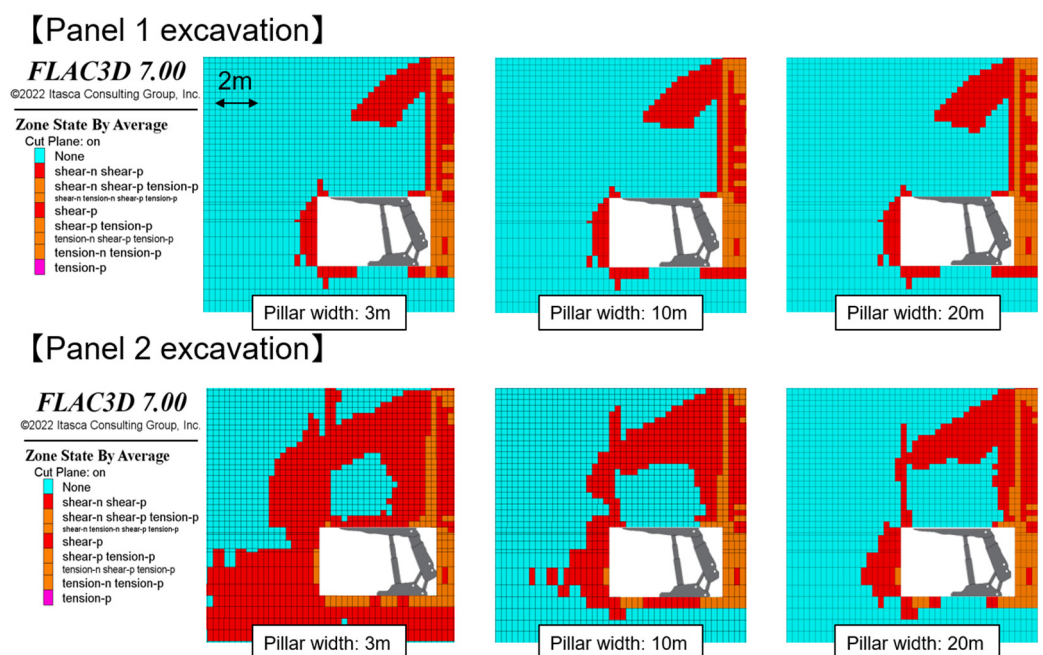 【Panel 1 excavation】
FLAC3D 7.00
©2022 Itasca Consulting Group, Inc.
Zone State By Average
Cut Plane: on
None
shear-n shear-p
shear-n shear-p tension-p
shear-n tension-n shear-p tension-p
shear-p
shear-p tension-p
tension-n shear-p tension-p
tension-n tension-p
tension-p
2m
Pillar width: 3m
Pillar width: 10m
Pillar width: 20m
【Panel 2 excavation】
FLAC3D 7.00
©2022 Itasca Consulting Group, Inc.
Zone State By Average
Cut Plane: on
None
shear-n shear-p
shear-n shear-p tension-p
shear-n tension-n shear-p tension-p
shear-p
shear-p tension-p
tension-n shear-p tension-p
tension-n tension-p
tension-p
Pillar width: 3m
Pillar width: 10m
Pillar width: 20m